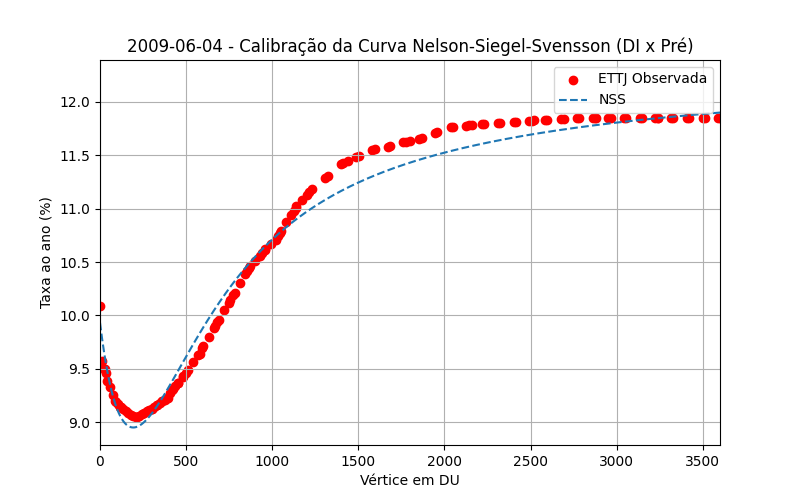 2009-06-04 - Calibração da Curva Nelson-Siegel-Svensson (DI x Pré)
ETTJ Observada
NSS
Taxa ao ano (%)
12.0
11.5
11.0
10.5
10.0
9.5
9.0
0 500 1000 1500 2000 2500 3000 3500
Vértice em DU